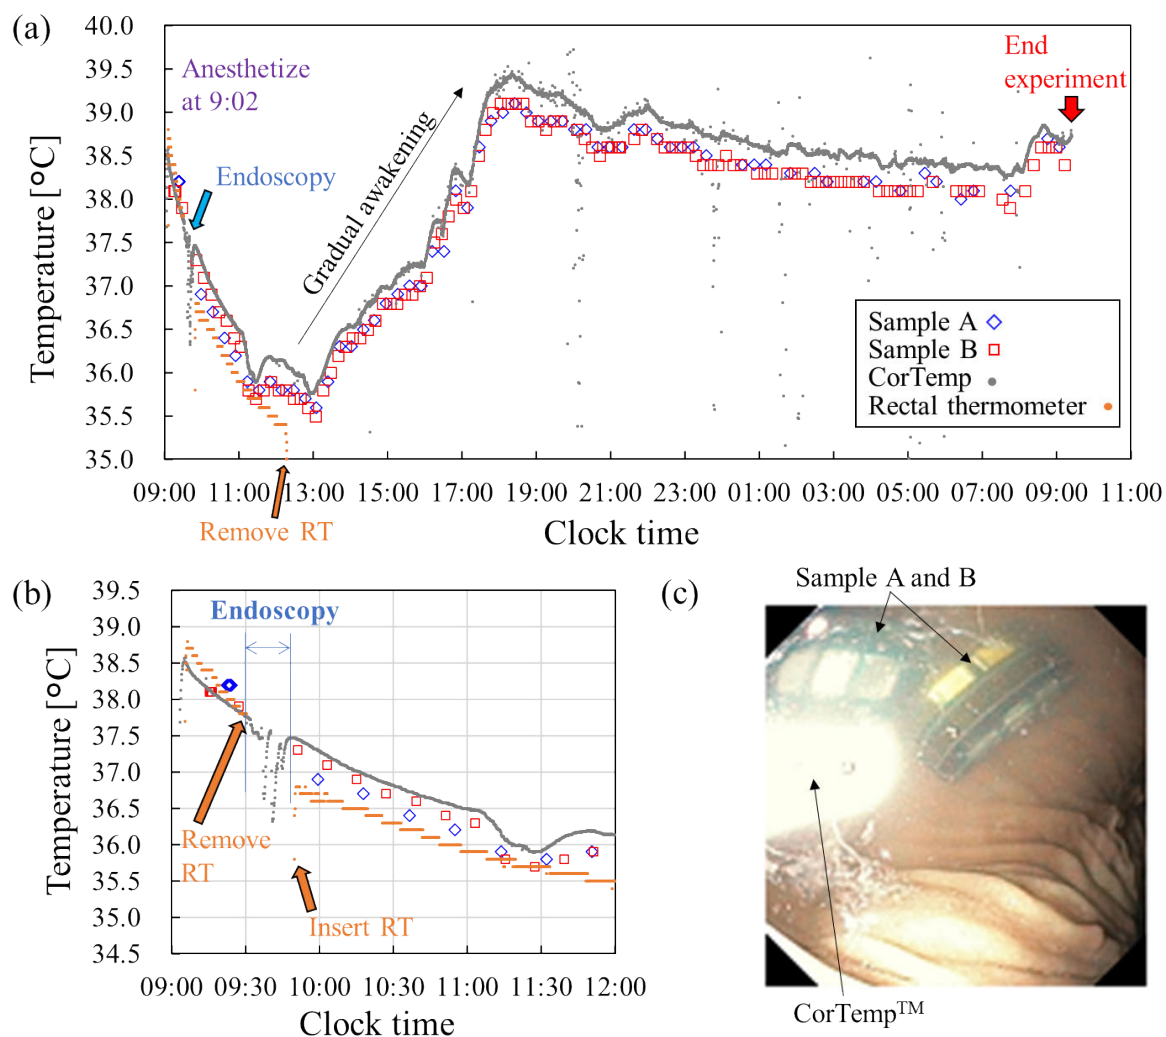 (a)
40.0
39.5
39.0
38.5
38.0
37.5
37.0
36.5
36.0
35.5
35.0
Temperature [°C]
Anesthetize
at 9:02
Endoscopy
Gradual awakening
End
experiment
Sample A
Sample B
CorTemp
Rectal thermometer
09:00 11:00 13:00 15:00 17:00 19:00 21:00 23:00 01:00 03:00 05:00 07:00 09:00 11:00
Remove RT
Clock time
(b)
39.5
39.0
38.5
38.0
37.5
37.0
36.5
36.0
35.5
35.0
34.5
Temperature [°C]
Endoscopy
Remove
RT
Insert RT
09:00 09:30 10:00 10:30 11:00 11:30 12:00
Clock time
(c)
Sample A and B
CorTemp™